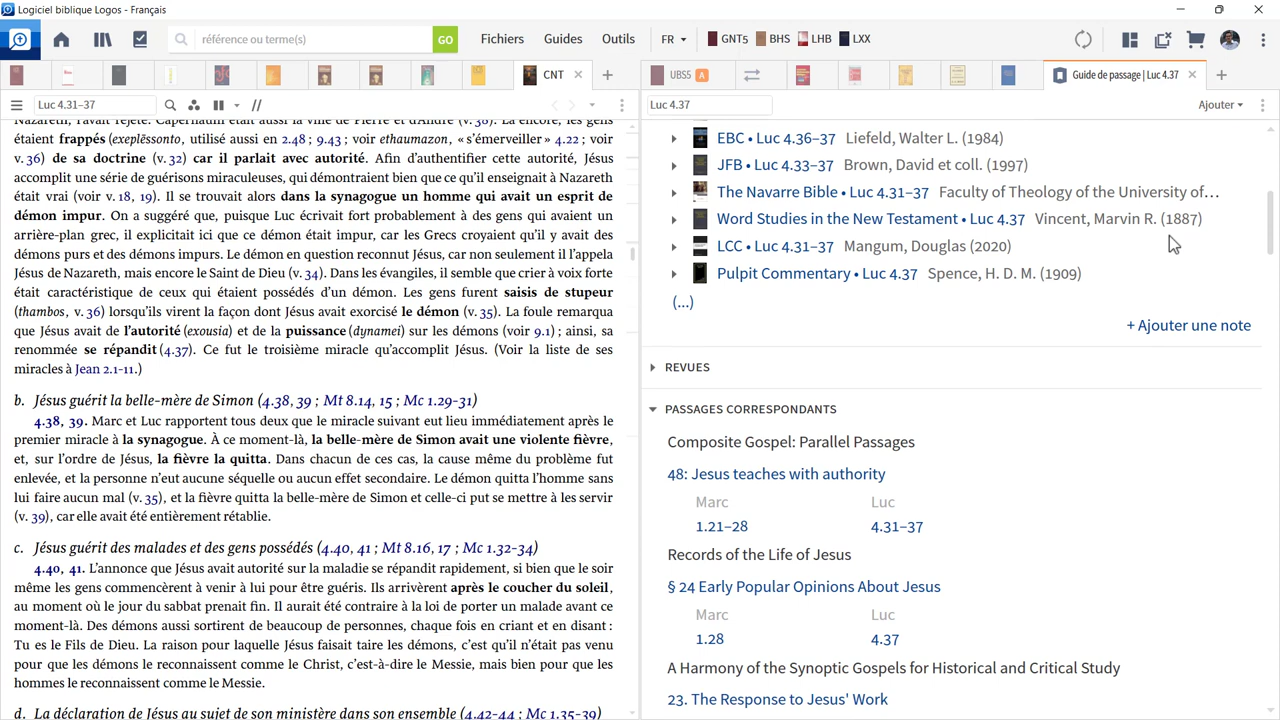 Logiciel biblique Logos - Français
référence ou terme(s)
GO
Fichiers
Guides
Outils
FR
GNT5
BHS
LHB
LXX
CNT
UBS5
A
Guide de passage | Luc 4.37
Luc 4.31–37
Luc 4.37
Ajouter
Nazareth, l'avait rejeté. Capernaüm était aussi la ville de Pierre et d'André (v. 38). Là encore, les gens
étaient frappés (exeplēssonto, utilisé aussi en 2.48 ; 9.43 ; voir ethaumazon, « s'émerveiller » 4.22 ; voir
v. 36) de sa doctrine (v. 32) car il parlait avec autorité. Afin d'authentifier cette autorité, Jésus
accomplit une série de guérisons miraculeuses, qui démontraient bien que ce qu'il enseignait à Nazareth
était vrai (voir v. 18, 19). Il se trouvait alors dans la synagogue un homme qui avait un esprit de
démon impur. On a suggéré que, puisque Luc écrivait fort probablement à des gens qui avaient un
arrière-plan grec, il explicitait ici que ce démon était impur, car les Grecs croyaient qu'il y avait des
démons purs et des démons impurs. Le démon en question reconnut Jésus, car non seulement il l'appela
Jésus de Nazareth, mais encore le Saint de Dieu (v. 34). Dans les évangiles, il semble que crier à voix forte
était caractéristique de ceux qui étaient possédés d'un démon. Les gens furent saisis de stupeur
(thambos, v. 36) lorsqu'ils virent la façon dont Jésus avait exorcisé le démon (v. 35). La foule remarqua
que Jésus avait de l'autorité (exousia) et de la puissance (dynamei) sur les démons (voir 9.1) ; ainsi, sa
renommée se répandit (4.37). Ce fut le troisième miracle qu'accomplit Jésus. (Voir la liste de ses
miracles à Jean 2.1-11.)
b. Jésus guérit la belle-mère de Simon (4.38, 39 ; Mt 8.14, 15 ; Mc 1.29-31)
4.38, 39. Marc et Luc rapportent tous deux que le miracle suivant eut lieu immédiatement après le
premier miracle à la synagogue. À ce moment-là, la belle-mère de Simon avait une violente fièvre,
et, sur l'ordre de Jésus, la fièvre la quitta. Dans chacun de ces cas, la cause même du problème fut
enlevée, et la personne n'eut aucune séquelle ou aucun effet secondaire. Le démon quitta l'homme sans
lui faire aucun mal (v. 35), et la fièvre quitta la belle-mère de Simon et celle-ci put se mettre à les servir
(v. 39), car elle avait été entièrement rétablie.
c. Jésus guérit des malades et des gens possédés (4.40, 41 ; Mt 8.16, 17 ; Mc 1.32-34)
4.40, 41. L'annonce que Jésus avait autorité sur la maladie se répandit rapidement, si bien que le soir
même les gens commencèrent à venir à lui pour être guéris. Ils arrivèrent après le coucher du soleil,
au moment où le jour du sabbat prenait fin. Il aurait été contraire à la loi de porter un malade avant ce
moment-là. Des démons aussi sortirent de beaucoup de personnes, chaque fois en criant et en disant :
Tu es le Fils de Dieu. La raison pour laquelle Jésus faisait taire les démons, c'est qu'il n'était pas venu
pour que les démons le reconnaissent comme le Christ, c'est-à-dire le Messie, mais bien pour que les
hommes le reconnaissent comme le Messie.
d. La déclaration de Jésus au sujet de son ministère dans son ensemble (4.42-44 ; Mc 1.35-39)
EBC • Luc 4.36–37 Liefeld, Walter L. (1984)
JFB • Luc 4.33–37 Brown, David et coll. (1997)
The Navarre Bible • Luc 4.31–37 Faculty of Theology of the University of…
Word Studies in the New Testament • Luc 4.37 Vincent, Marvin R. (1887)
LCC • Luc 4.31–37 Mangum, Douglas (2020)
Pulpit Commentary • Luc 4.37 Spence, H. D. M. (1909)
(...)
+ Ajouter une note
REVUES
PASSAGES CORRESPONDANTS
Composite Gospel: Parallel Passages
48: Jesus teaches with authority
Marc Luc
1.21–28 4.31–37
Records of the Life of Jesus
§ 24 Early Popular Opinions About Jesus
Marc Luc
1.28 4.37
A Harmony of the Synoptic Gospels for Historical and Critical Study
23. The Response to Jesus' Work